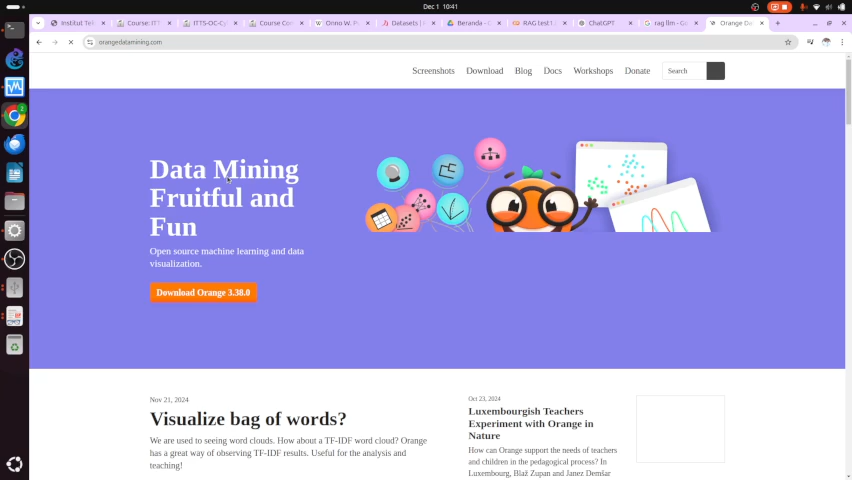 Dec 1 10:41
Institut Tek
Course: IT
ITTS-OC-Cy
Course Con
Onno W. Pu
Datasets | R
Beranda - C
RAG test | .
ChatGPT
rag llm - Go
Orange Da
orangedatamining.com
Screenshots Download Blog Docs Workshops Donate Search
Data Mining
Fruitful and
Fun
Open source machine learning and data
visualization.
Download Orange 3.38.0
Nov 21, 2024
Visualize bag of words?
We are used to seeing word clouds. How about a TF-IDF word cloud? Orange
has a great way of observing TF-IDF results. Useful for the analysis and
teaching!
Oct 23, 2024
Luxembourgish Teachers
Experiment with Orange in
Nature
How can Orange support the needs of teachers
and children in the pedagogical process? In
Luxembourg, Blaž Zupan and Janez Demšar